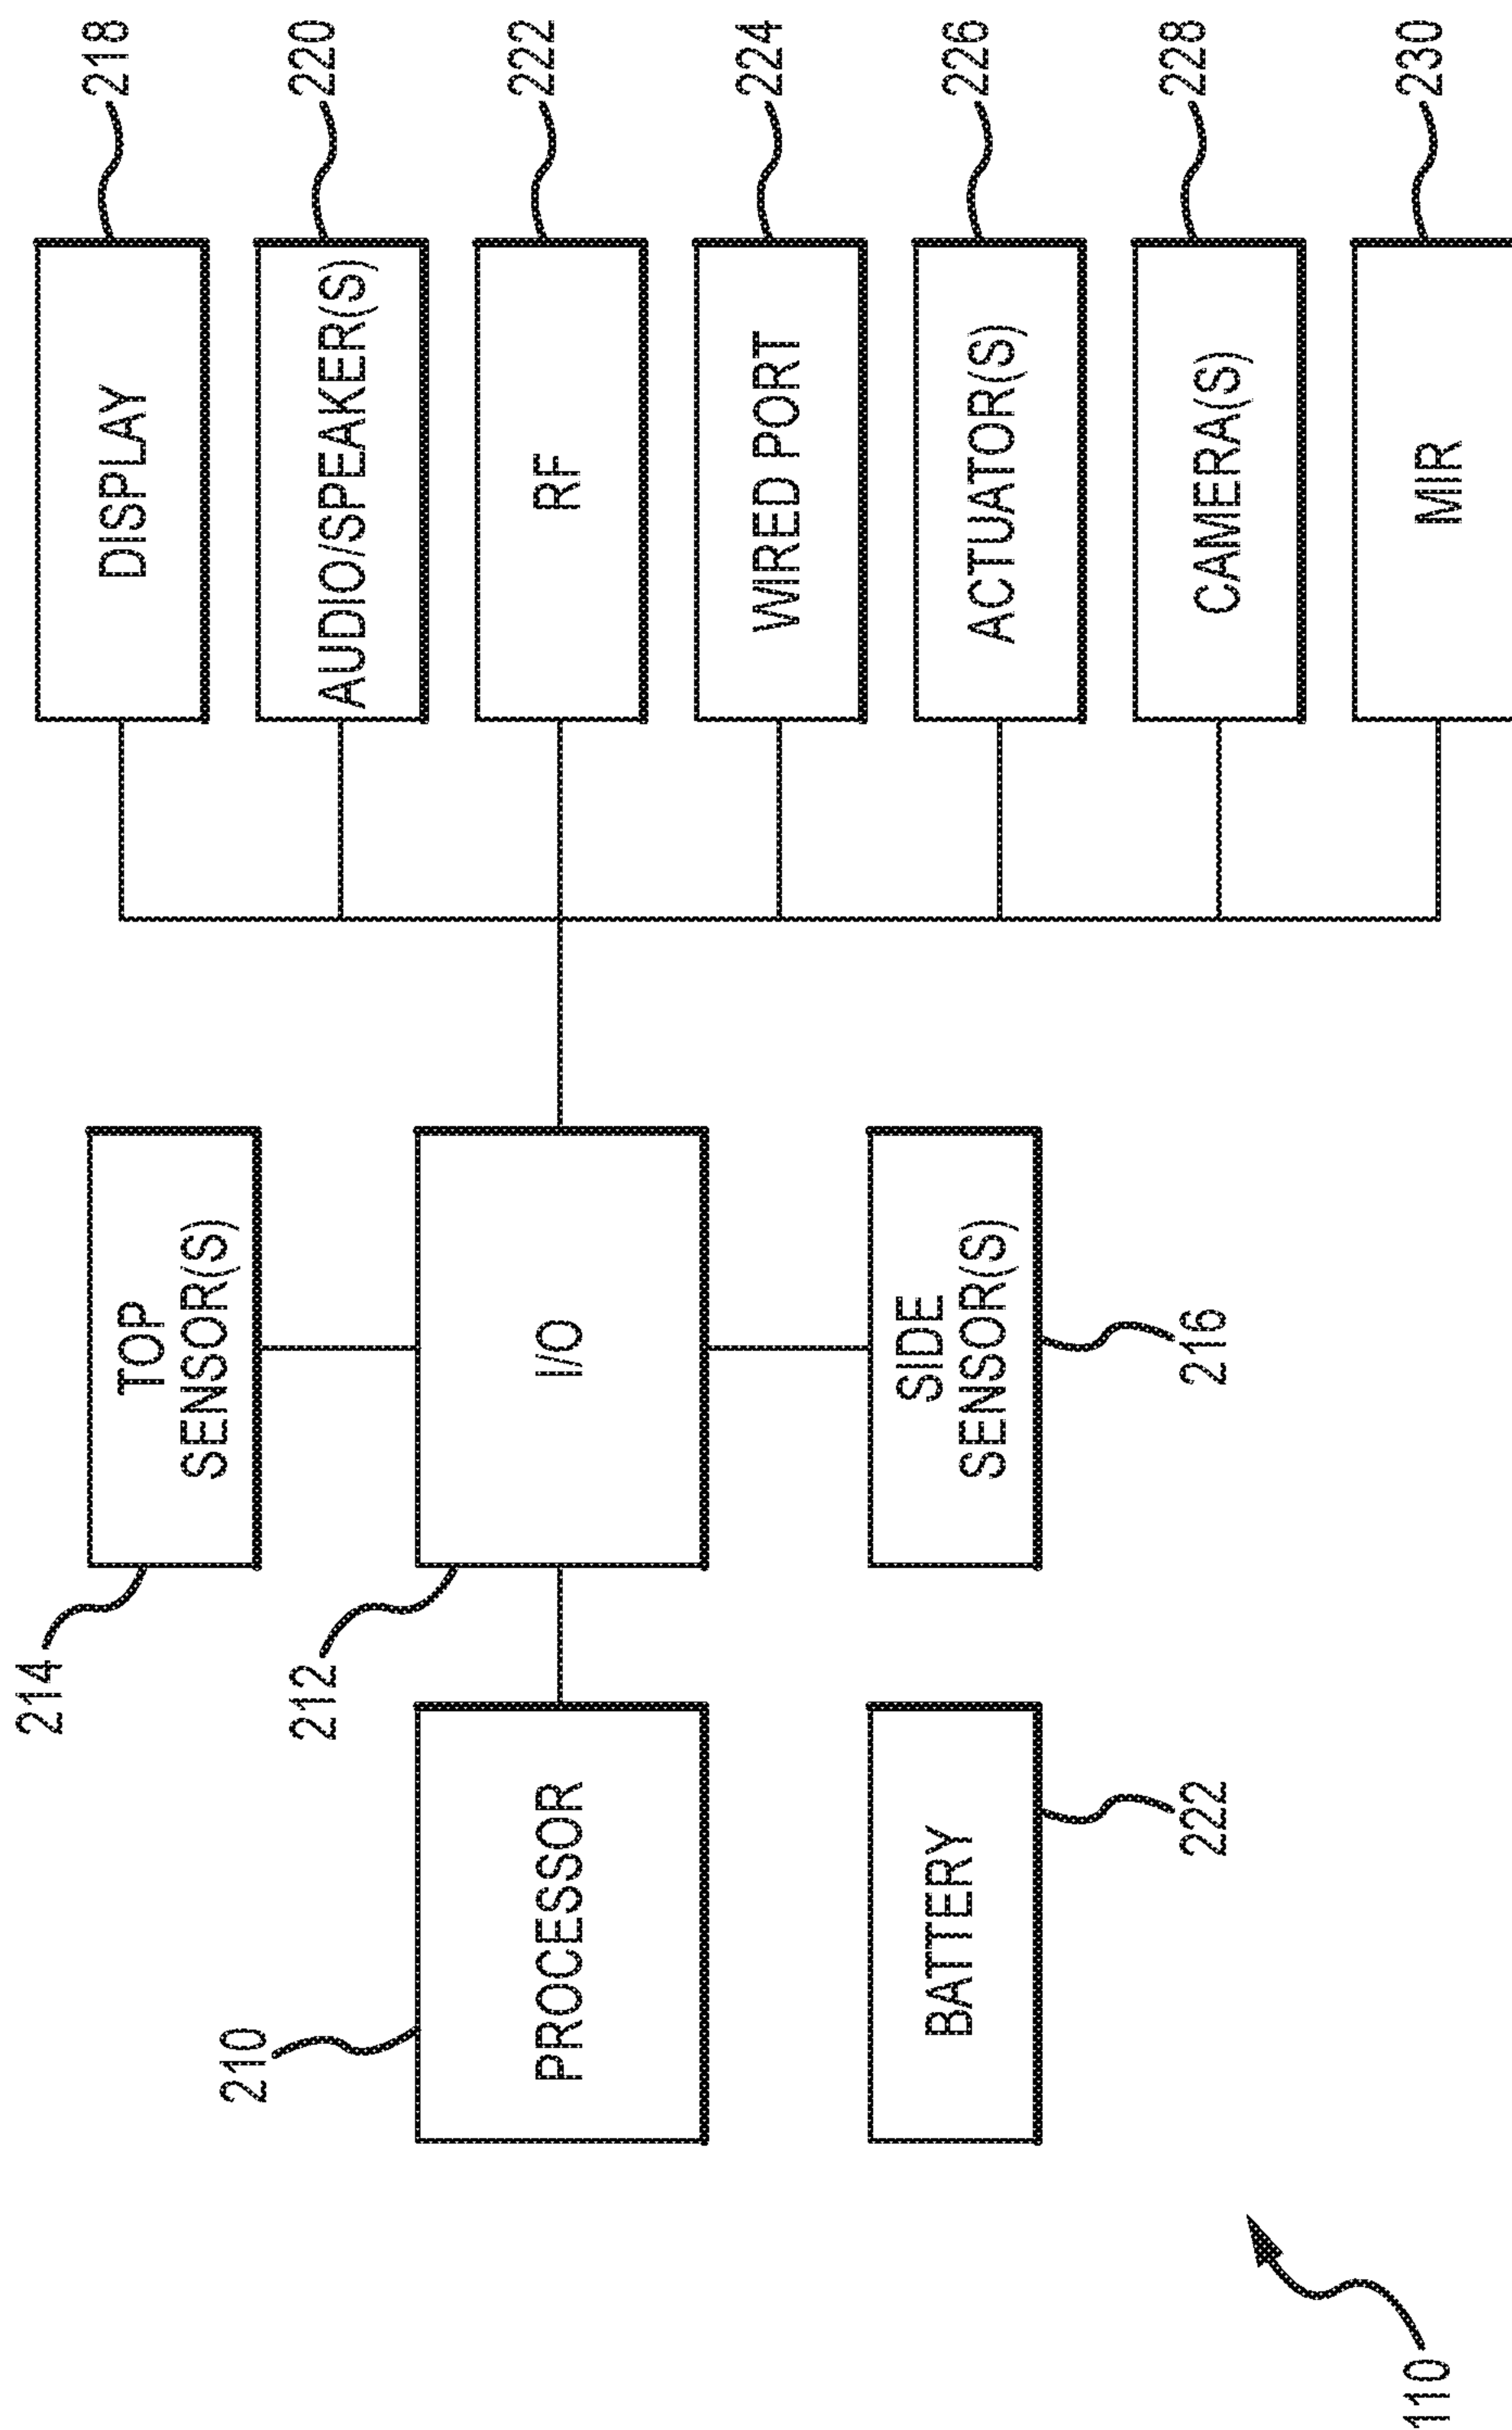 214
TOP
SENSOR(S)
DISPLAY
218
212
AUDIO/SPEAKER(S)
220
210
PROCESSOR
I/O
RF
222
WIRED PORT
224
BATTERY
SIDE
SENSOR(S)
ACTUATOR(S)
226
222
216
CAMERA(S)
228
110
MIR
230